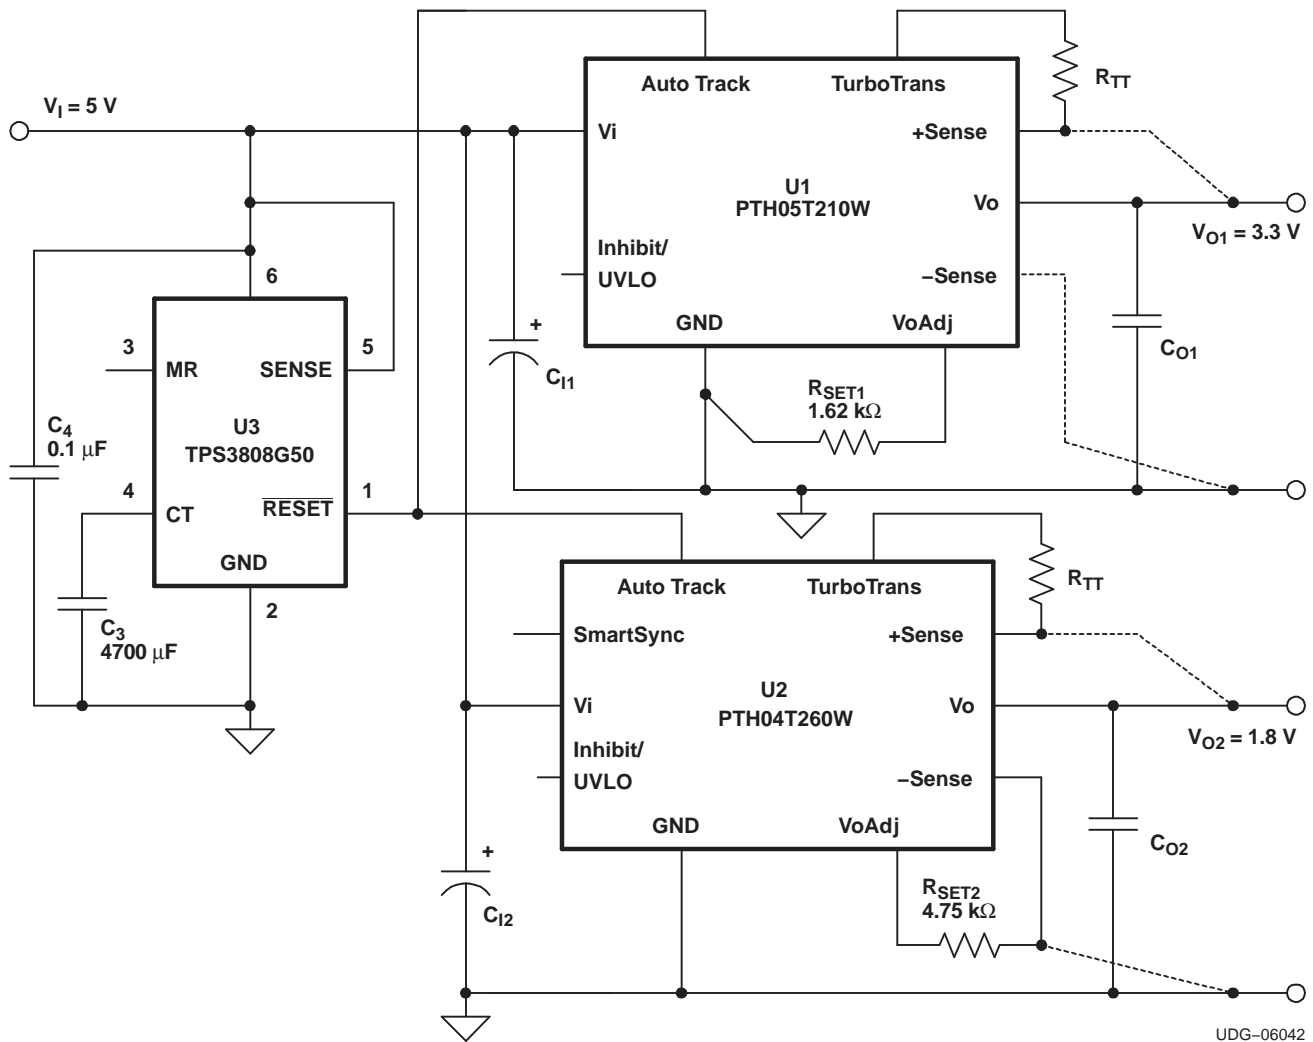 V_I = 5 V
Auto Track
TurboTrans
R_TT
Vi
+Sense
U1
PTH05T210W
Vo
V_O1 = 3.3 V
Inhibit/
UVLO
−Sense
GND
VoAdj
+
C_I1
R_SET1
1.62 kΩ
C_O1
6
3
5
MR
SENSE
U3
TPS3808G50
C_4
0.1 μF
4
1
CT
RESET
GND
2
C_3
4700 μF
Auto Track
TurboTrans
R_TT
SmartSync
+Sense
U2
PTH04T260W
Vi
Vo
V_O2 = 1.8 V
Inhibit/
UVLO
−Sense
GND
VoAdj
+
C_I2
R_SET2
4.75 kΩ
C_O2
UDG−06042